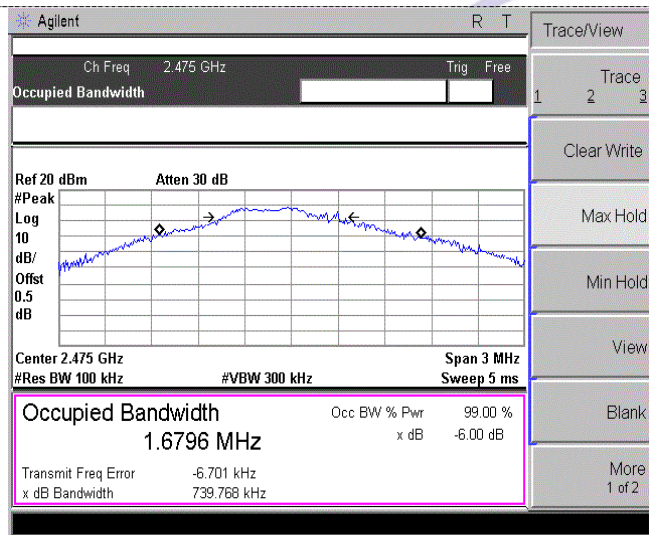 Agilent R T
Trace/View
Ch Freq 2.475 GHz Trig Free
Occupied Bandwidth
Trace
1 2 3
Clear Write
Ref 20 dBm Atten 30 dB
#Peak
Log
10
dB/
Offst
0.5
dB
Max Hold
Min Hold
Center 2.475 GHz Span 3 MHz
#Res BW 100 kHz #VBW 300 kHz Sweep 5 ms
View
Occupied Bandwidth
1.6796 MHz
Occ BW % Pwr 99.00 %
x dB -6.00 dB
Transmit Freq Error -6.701 kHz
x dB Bandwidth 739.768 kHz
Blank
More
1 of 2